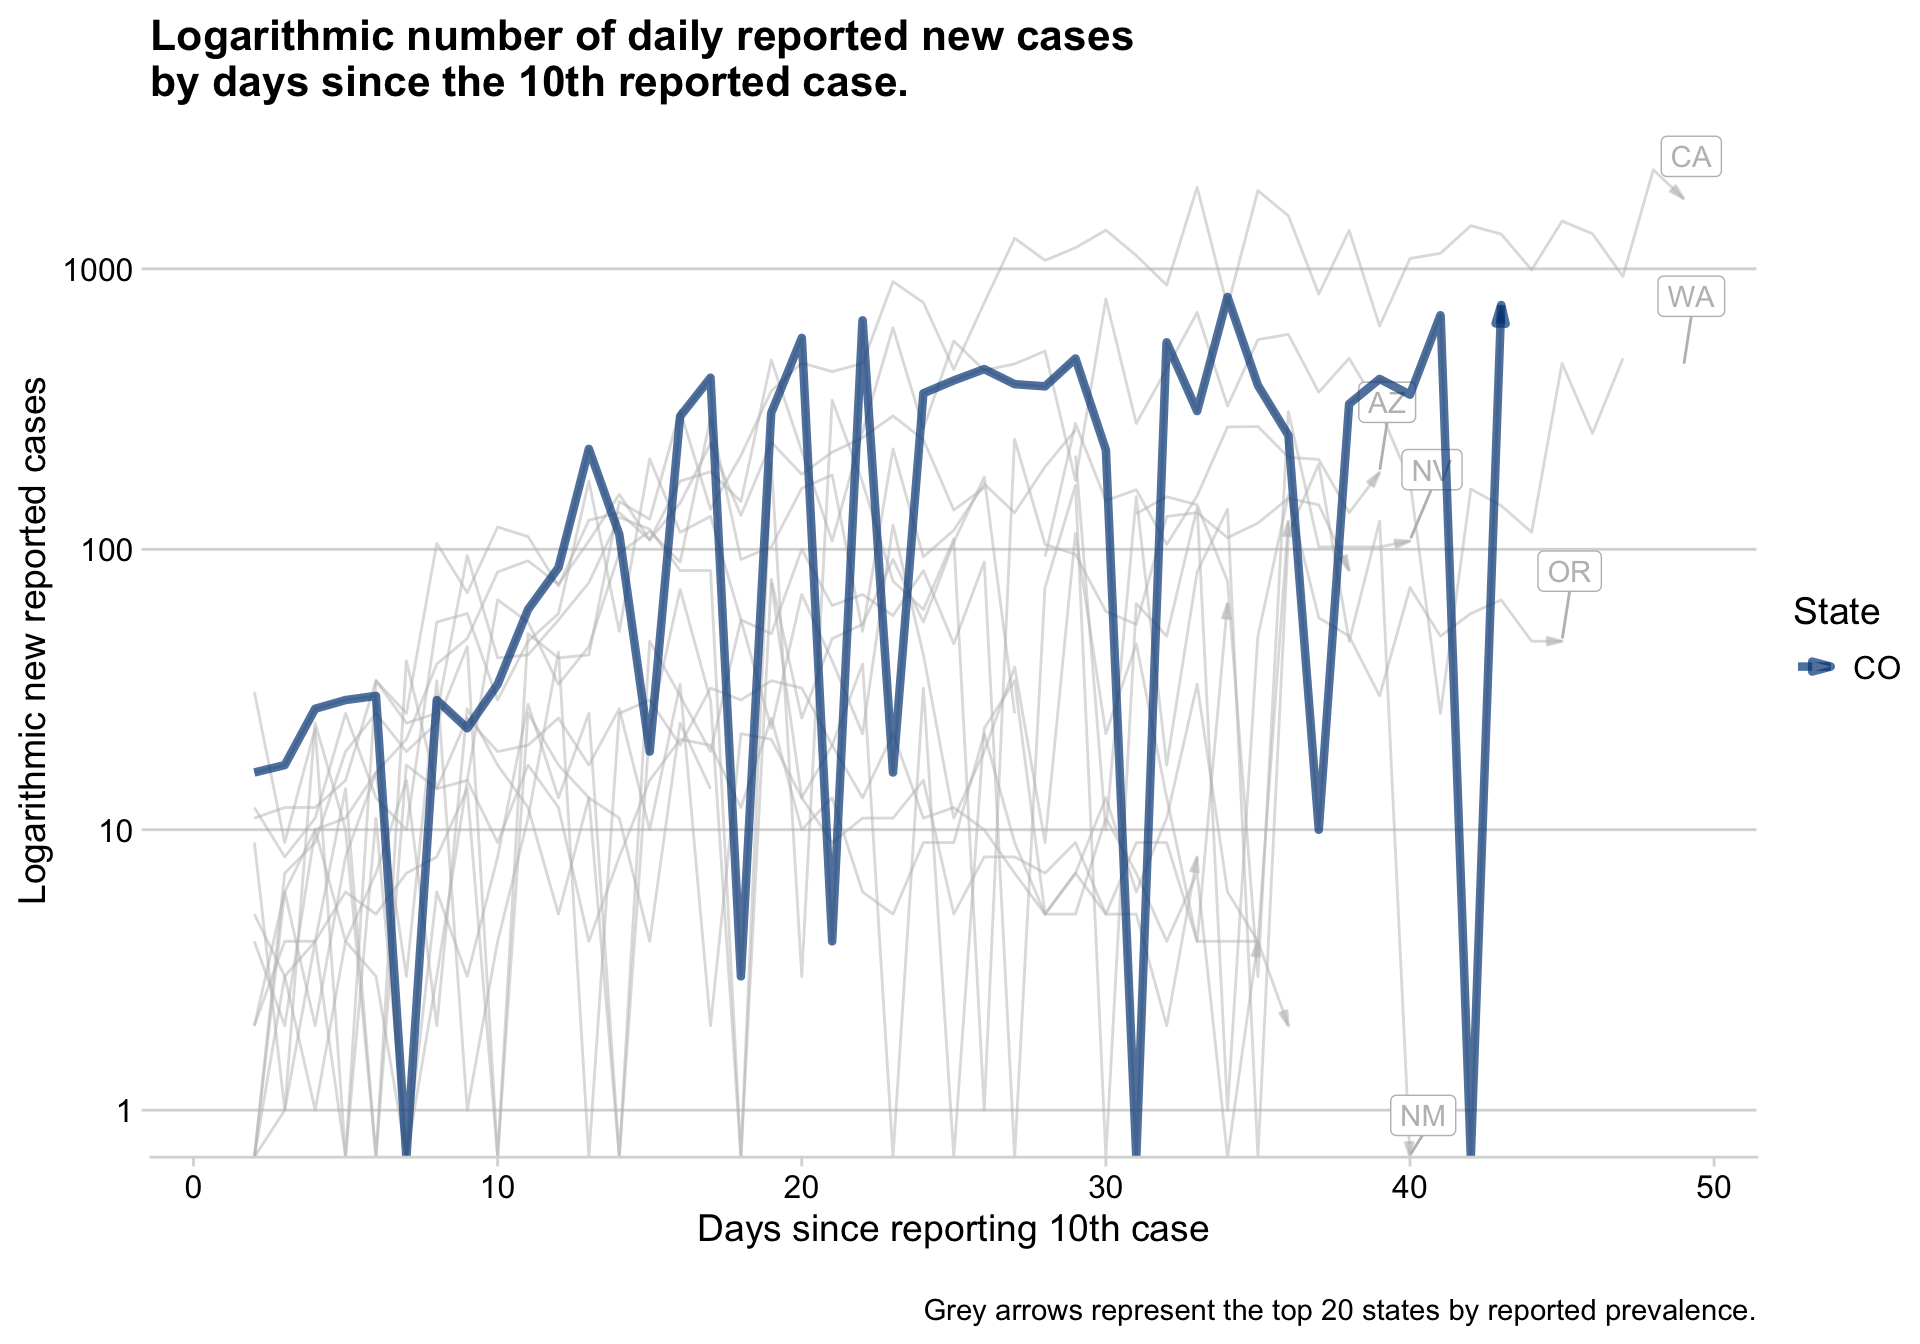 Logarithmic number of daily reported new cases
by days since the 10th reported case.
Logarithmic new reported cases
1000
100
10
1
CA
WA
AZ
NV
OR
NM
State
CO
0
10
20
30
40
50
Days since reporting 10th case
Grey arrows represent the top 20 states by reported prevalence.